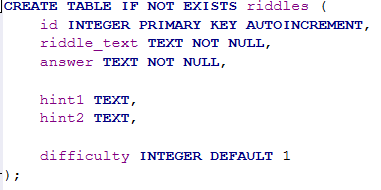 CREATE TABLE IF NOT EXISTS riddles (
id INTEGER PRIMARY KEY AUTOINCREMENT,
riddle_text TEXT NOT NULL,
answer TEXT NOT NULL,
hint1 TEXT,
hint2 TEXT,
difficulty INTEGER DEFAULT 1
);